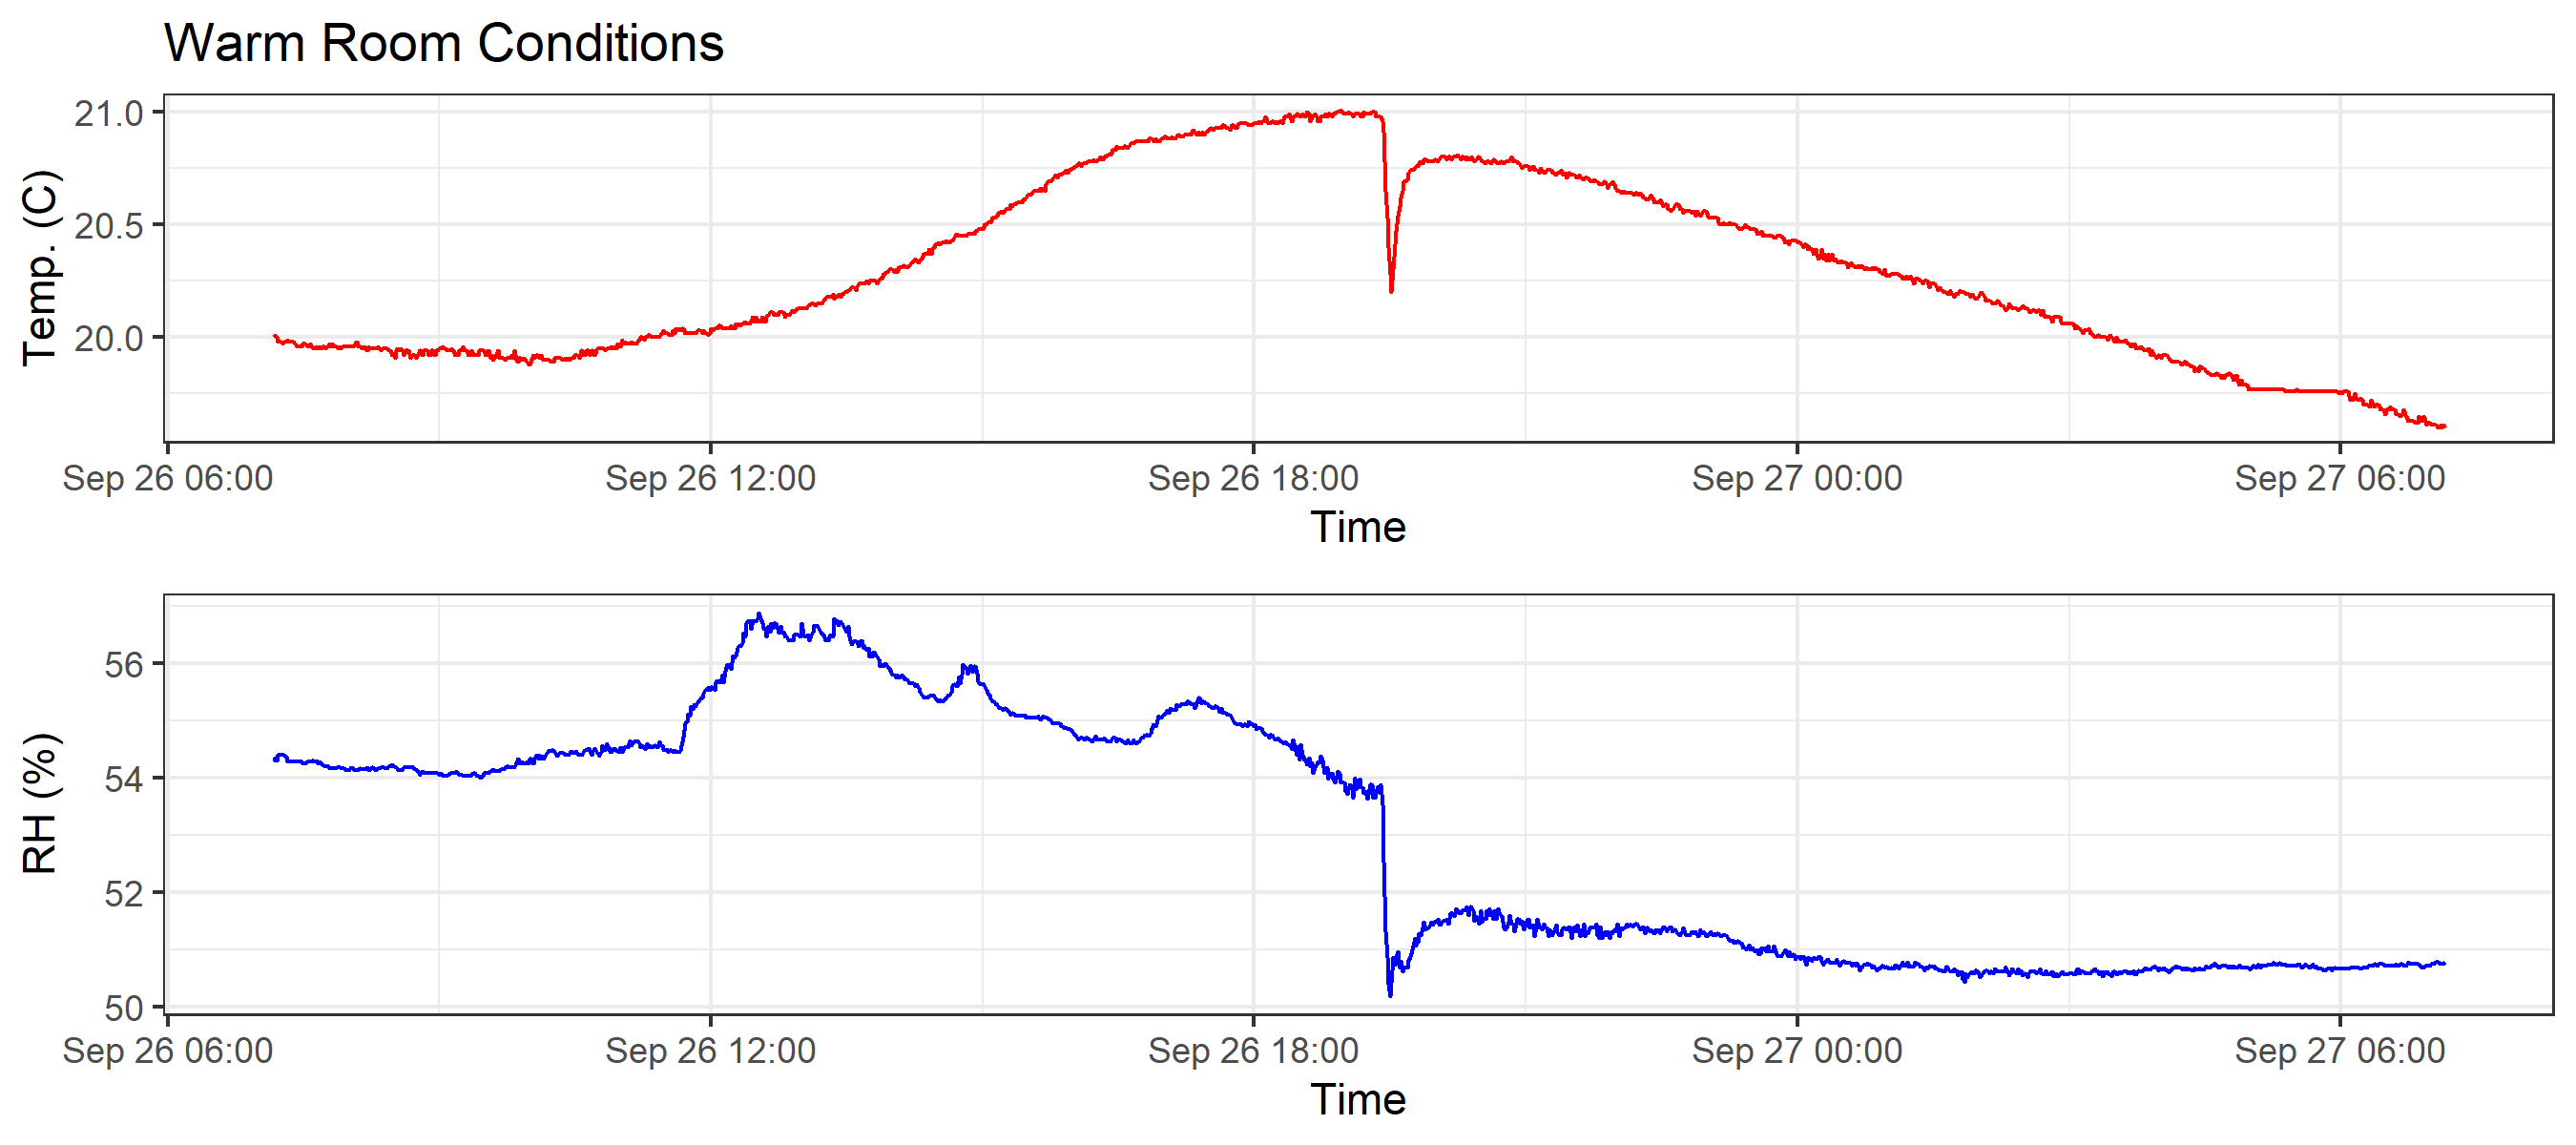 Warm Room Conditions
Temp. (C)
21.0
20.5
20.0
Sep 26 06:00 Sep 26 12:00 Sep 26 18:00 Sep 27 00:00 Sep 27 06:00
Time
RH (%)
56
54
52
50
Sep 26 06:00 Sep 26 12:00 Sep 26 18:00 Sep 27 00:00 Sep 27 06:00
Time